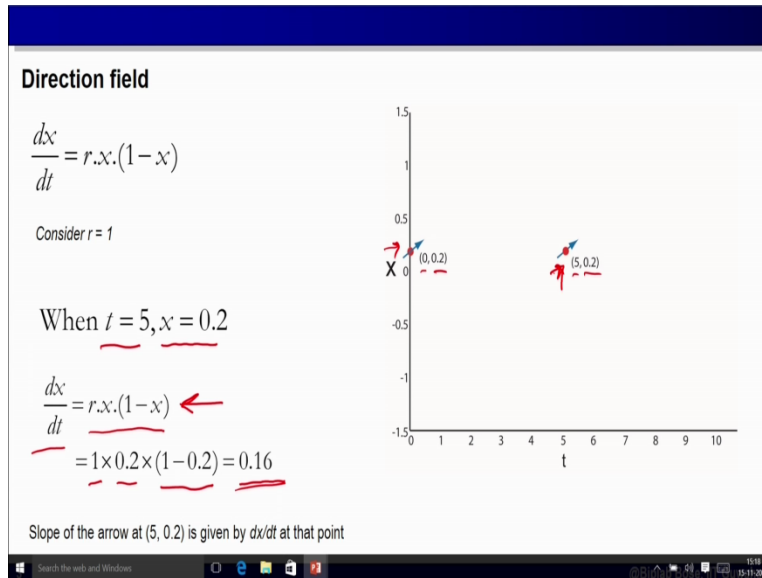 Direction field
dx/dt = r.x.(1−x)
Consider r = 1
When t = 5, x = 0.2
dx/dt = r.x.(1−x)
= 1×0.2×(1−0.2) = 0.16
Slope of the arrow at (5, 0.2) is given by dx/dt at that point
1.5
1
0.5
X 0
-0.5
-1
-1.5
(0, 0.2)
(5, 0.2)
0 1 2 3 4 5 6 7 8 9 10
t
Search the web and Windows
15:18